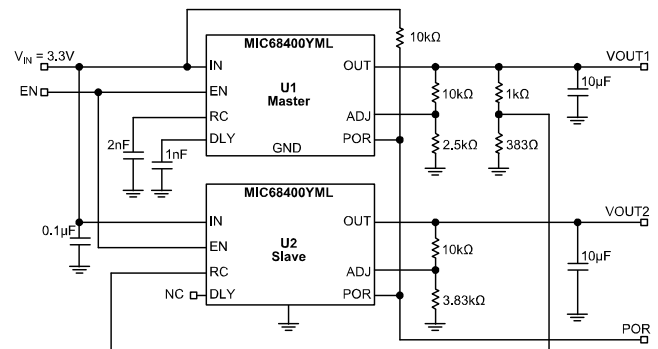 MIC68400YML
10kΩ
VIN = 3.3V
IN
OUT
VOUT1
EN
EN
U1
Master
10kΩ
1kΩ
10µF
RC
ADJ
2nF
1nF
DLY
GND
POR
2.5kΩ
383Ω
MIC68400YML
IN
OUT
VOUT2
0.1µF
EN
U2
Slave
10kΩ
10µF
RC
ADJ
NC
DLY
POR
3.83kΩ
POR